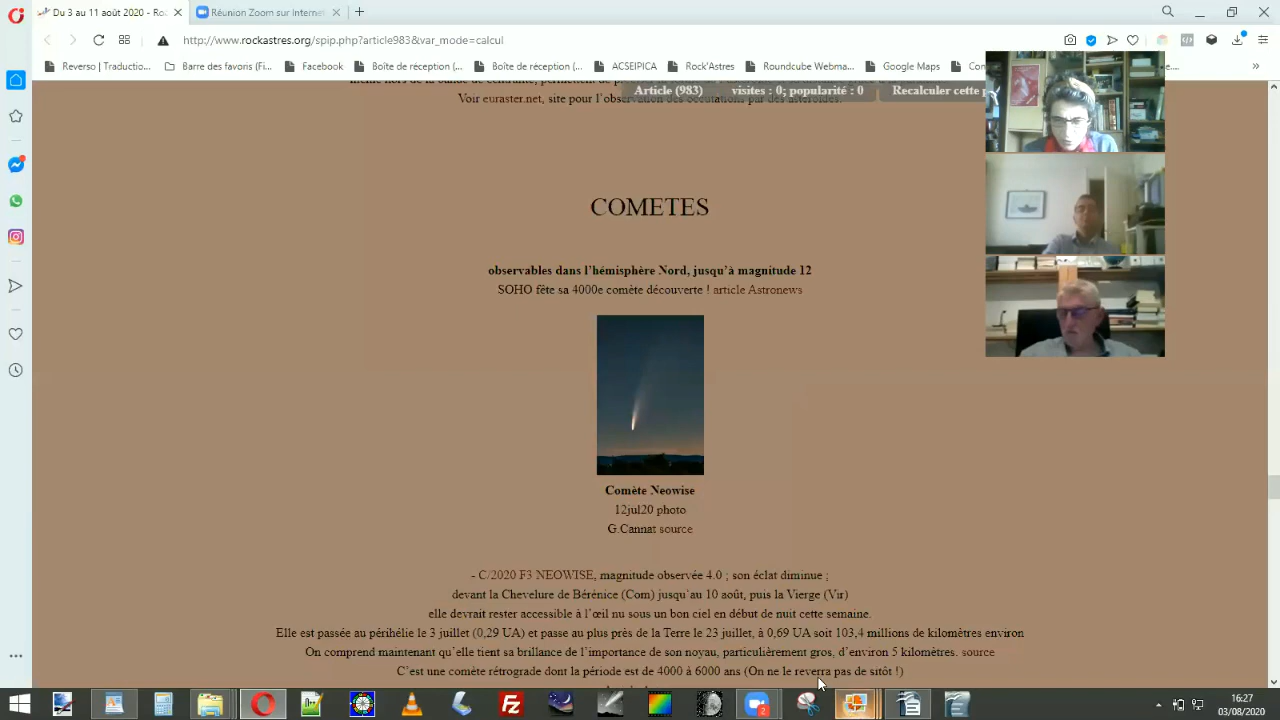 Du 3 au 11 août 2020 - Roc
Réunion Zoom sur internet
http://www.rockastres.org/spip.php?article983&var_mode=calcul
Reverso | Traductio...
Barre des favoris (Fi...
Facebook
Boîte de réception (...
Boîte de réception (...
ACSEIPICA
Rock'Astres
Roundcube Webma...
Google Maps
Voir euraster.net, site pour l'observation des occultations par des astéroïdes.
Article (983)
visites : 0; popularité : 0
Recalculer cette
COMETES
observables dans l'hémisphère Nord, jusqu'à magnitude 12
SOHO fête sa 4000e comète découverte ! article Astronews
Comète Neowise
12jul20 photo
G.Cannat source
- C/2020 F3 NEOWISE, magnitude observée 4.0 ; son éclat diminue ;
devant la Chevelure de Bérénice (Com) jusqu'au 10 août, puis la Vierge (Vir)
elle devrait rester accessible à l'œil nu sous un bon ciel en début de nuit cette semaine.
Elle est passée au périhélie le 3 juillet (0,29 UA) et passe au plus près de la Terre le 23 juillet, à 0,69 UA soit 103,4 millions de kilomètres environ
On comprend maintenant qu'elle tient sa brillance de l'importance de son noyau, particulièrement gros, d'environ 5 kilomètres. source
C'est une comète rétrograde dont la période est de 4000 à 6000 ans (On ne le reverra pas de sitôt !)
16:27
03/08/2020